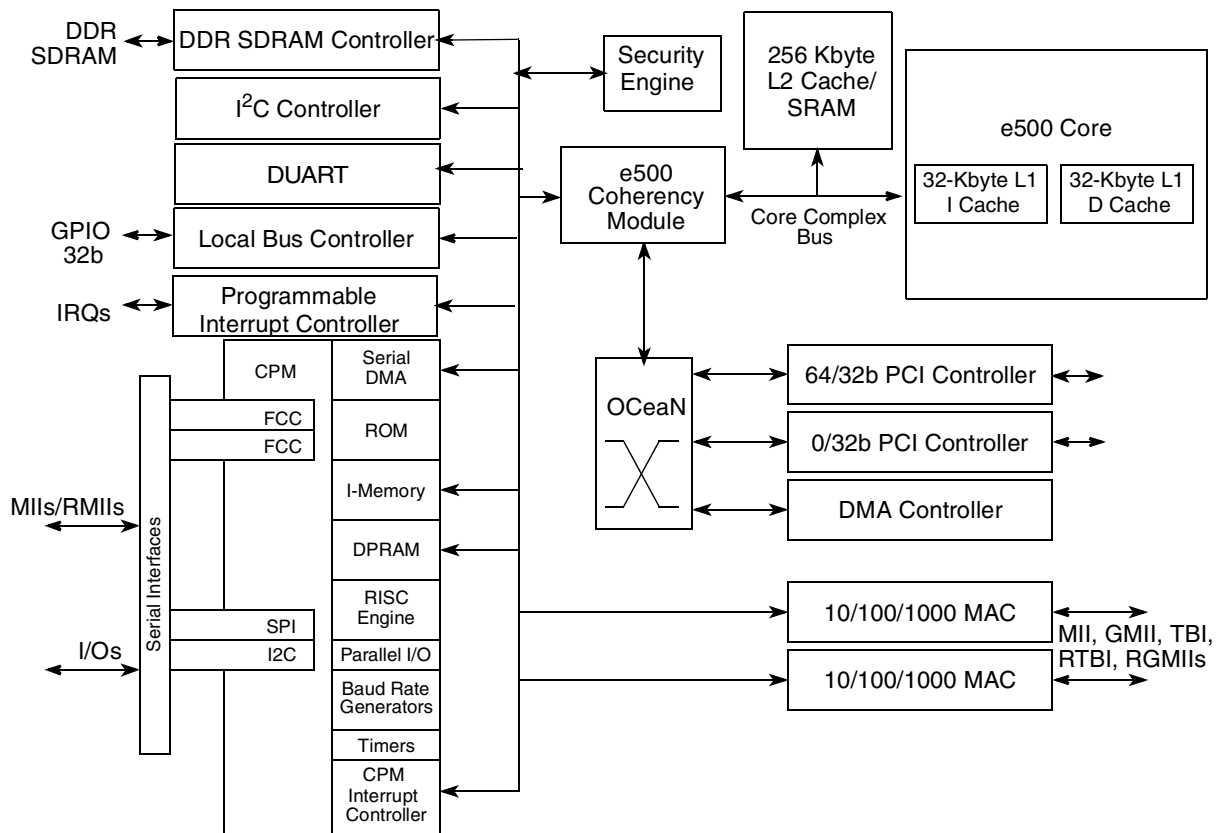 DDR
SDRAM
DDR SDRAM Controller
I²C Controller
DUART
GPIO
32b
Local Bus Controller
IRQs
Programmable
Interrupt Controller
Security
Engine
256 Kbyte
L2 Cache/
SRAM
e500 Core
32-Kbyte L1
I Cache
32-Kbyte L1
D Cache
e500
Coherency
Module
Core Complex
Bus
CPM
Serial
DMA
FCC
FCC
ROM
I-Memory
MIIs/RMIIs
Serial Interfaces
DPRAM
RISC
Engine
SPI
I/Os
I2C
Parallel I/O
Baud Rate
Generators
Timers
CPM
Interrupt
Controller
OCeaN
64/32b PCI Controller
0/32b PCI Controller
DMA Controller
10/100/1000 MAC
10/100/1000 MAC
MII, GMII, TBI,
RTBI, RGMIIs